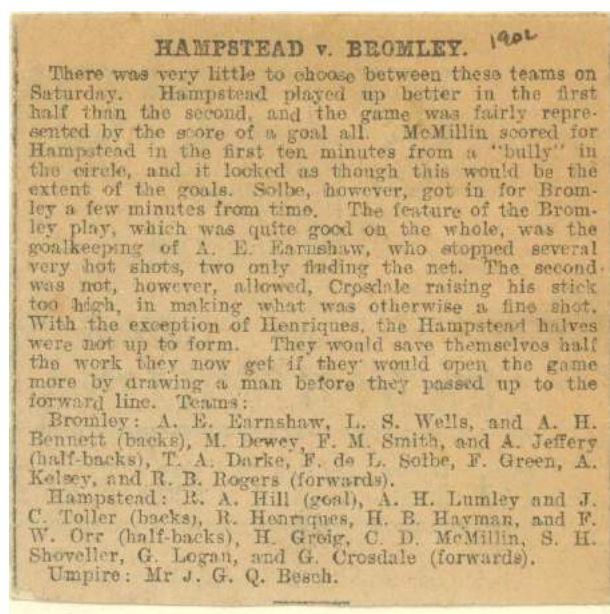 HAMPSTEAD v. BROMLEY. 1902
There was very little to choose between these teams on
Saturday. Hampstead played up better in the first
half than the second, and the game was fairly repre-
sented by the score of a goal all. McMillin scored for
Hampstead in the first ten minutes from a "bully" in
the circle, and it looked as though this would be the
extent of the goals. Solbe, however, got in for Brom-
ley a few minutes from time. The feature of the Brom-
ley play, which was quite good on the whole, was the
goalkeeping of A. E. Earnshaw, who stopped several
very hot shots, two only finding the net. The second
was not, however, allowed, Crosdale raising his stick
too high, in making what was otherwise a fine shot.
With the exception of Henriques, the Hampstead halves
were not up to form. They would save themselves half
the work they now get if they would open the game
more by drawing a man before they passed up to the
forward line. Teams:
Bromley: A. E. Earnshaw, L. S. Wells, and A. H.
Bennett (backs), M. Dewey, F. M. Smith, and A. Jeffery
(half-backs), T. A. Darke, F. de L. Solbe, F. Green, A.
Kelsey, and R. B. Rogers (forwards).
Hampstead: R. A. Hill (goal), A. H. Lumley and J.
C. Toller (backs), R. Henriques, H. B. Hayman, and F.
W. Orr (half-backs), H. Greig, C. D. McMillin, S. H.
Shoveller, G. Logan, and G. Crosdale (forwards).
Umpire: Mr J. G. Q. Besch.